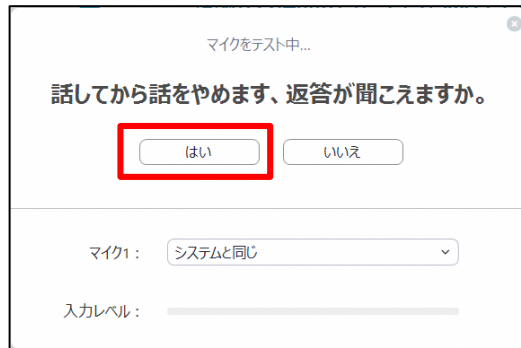 マイクをテスト中...
話してから話をやめます、返答が聞こえますか。
はい
いいえ
マイク1：
システムと同じ
入力レベル：